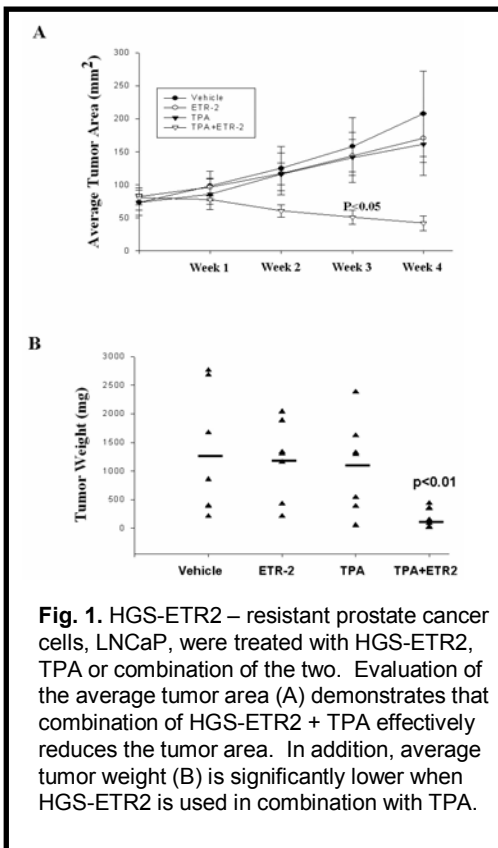 A
Average Tumor Area (mm²)
300
250
200
150
100
50
0
Vehicle
ETR-2
TPA
TPA+ETR-2
P<0.05
Week 1 Week 2 Week 3 Week 4
B
Tumor Weight (mg)
3000
2500
2000
1500
1000
500
0
p<0.01
Vehicle ETR-2 TPA TPA+ETR2
Fig. 1. HGS-ETR2 – resistant prostate cancer
cells, LNCaP, were treated with HGS-ETR2,
TPA or combination of the two. Evaluation of
the average tumor area (A) demonstrates that
combination of HGS-ETR2 + TPA effectively
reduces the tumor area. In addition, average
tumor weight (B) is significantly lower when
HGS-ETR2 is used in combination with TPA.